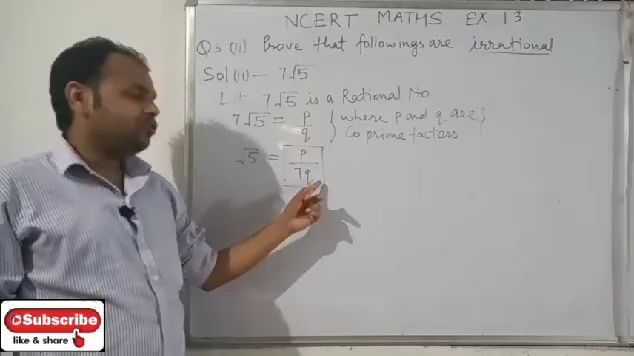 NCERT MATHS EX 1.3
Q3 (ii) Prove that followings are irrational
Sol (ii) – 7√5
Let 7√5 is a Rational No
7√5 = p/q (where p and q are
Co prime factors)
√5 = p/7q
Subscribe
like & share